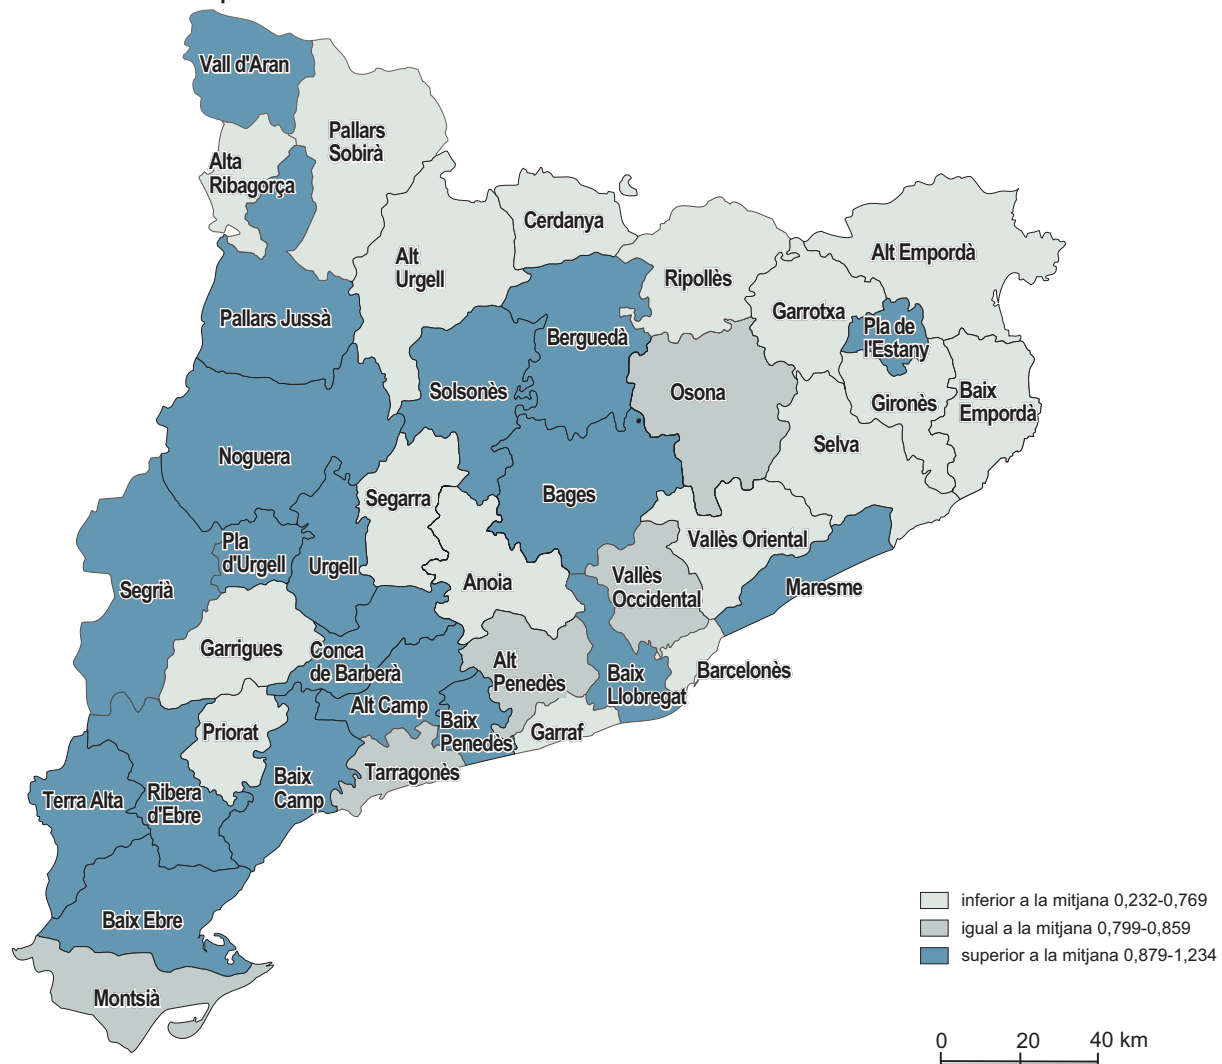 Vall d'Aran
Pallars
Sobirà
Alta
Ribagorça
Cerdanya
Alt
Urgell
Alt Empordà
Ripollès
Garrotxa
Pallars Jussà
Pla de
l'Estany
Berguedà
Solsonès
Osona
Gironès
Baix
Empordà
Selva
Noguera
Segarra
Bages
Pla
d'Urgell
Urgell
Vallès Oriental
Segrià
Anoia
Vallès
Occidental
Maresme
Garrigues
Conca
de Barberà
Alt
Penedès
Baix
Llobregat
Barcelonès
Alt Camp
Baix
Penedès
Garraf
Priorat
Tarragonès
Terra Alta
Ribera
d'Ebre
Baix
Camp
Baix Ebre
Montsià
inferior a la mitjana 0,232-0,769
igual a la mitjana 0,799-0,859
superior a la mitjana 0,879-1,234
0 20 40 km